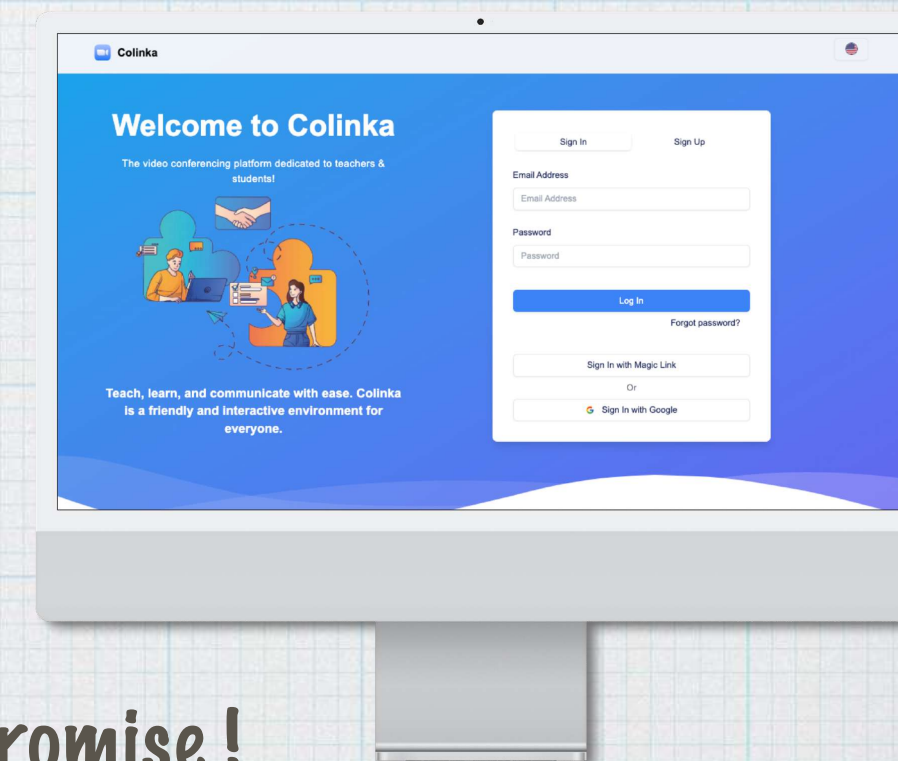 Colinka
Welcome to Colinka
The video conferencing platform dedicated to teachers &
students!
Teach, learn, and communicate with ease. Colinka
is a friendly and interactive environment for
everyone.
Sign In Sign Up
Email Address
Email Address
Password
Password
Log In
Forgot password?
Sign In with Magic Link
Or
G Sign In with Google
romise!